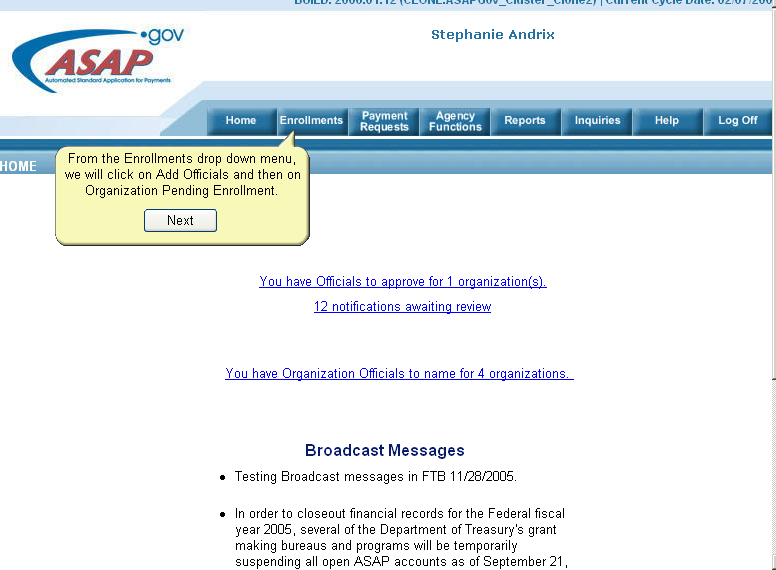 BUILD: 2006.01.12 (CLONE:ASAPGov_Cluster_Clone2) | Current Cycle Date: 02/07/200
.gov
ASAP
Automated Standard Application for Payments
Stephanie Andrix
Home
Enrollments
Payment
Requests
Agency
Functions
Reports
Inquiries
Help
Log Off
HOME
From the Enrollments drop down menu,
we will click on Add Officials and then on
Organization Pending Enrollment.
Next
You have Officials to approve for 1 organization(s).
12 notifications awaiting review
You have Organization Officials to name for 4 organizations.
Broadcast Messages
• Testing Broadcast messages in FTB 11/28/2005.
• In order to closeout financial records for the Federal fiscal
year 2005, several of the Department of Treasury's grant
making bureaus and programs will be temporarily
suspending all open ASAP accounts as of September 21,